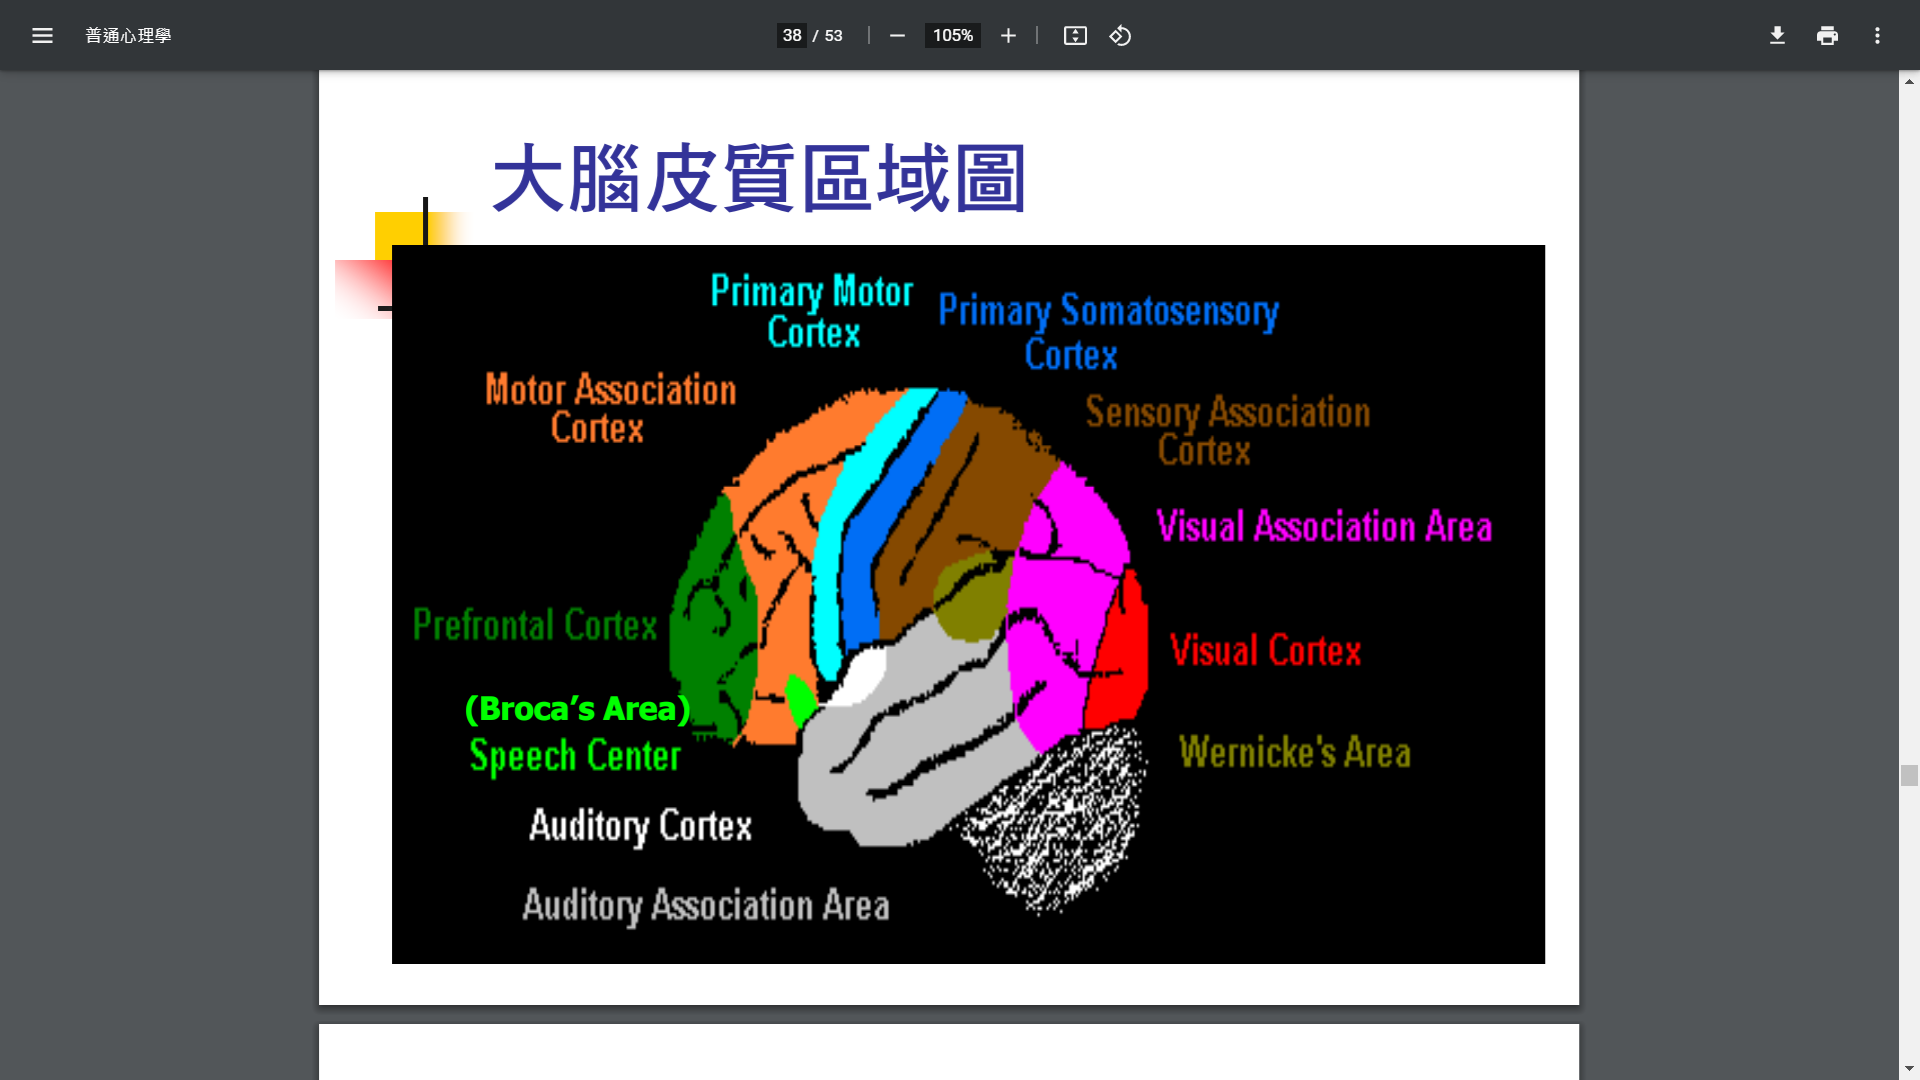 普通心理學
38 / 53
105%
大腦皮質區域圖
Primary Motor
Cortex
Primary Somatosensory
Cortex
Motor Association
Cortex
Sensory Association
Cortex
Visual Association Area
Prefrontal Cortex
Visual Cortex
(Broca’s Area)
Speech Center
Wernicke's Area
Auditory Cortex
Auditory Association Area